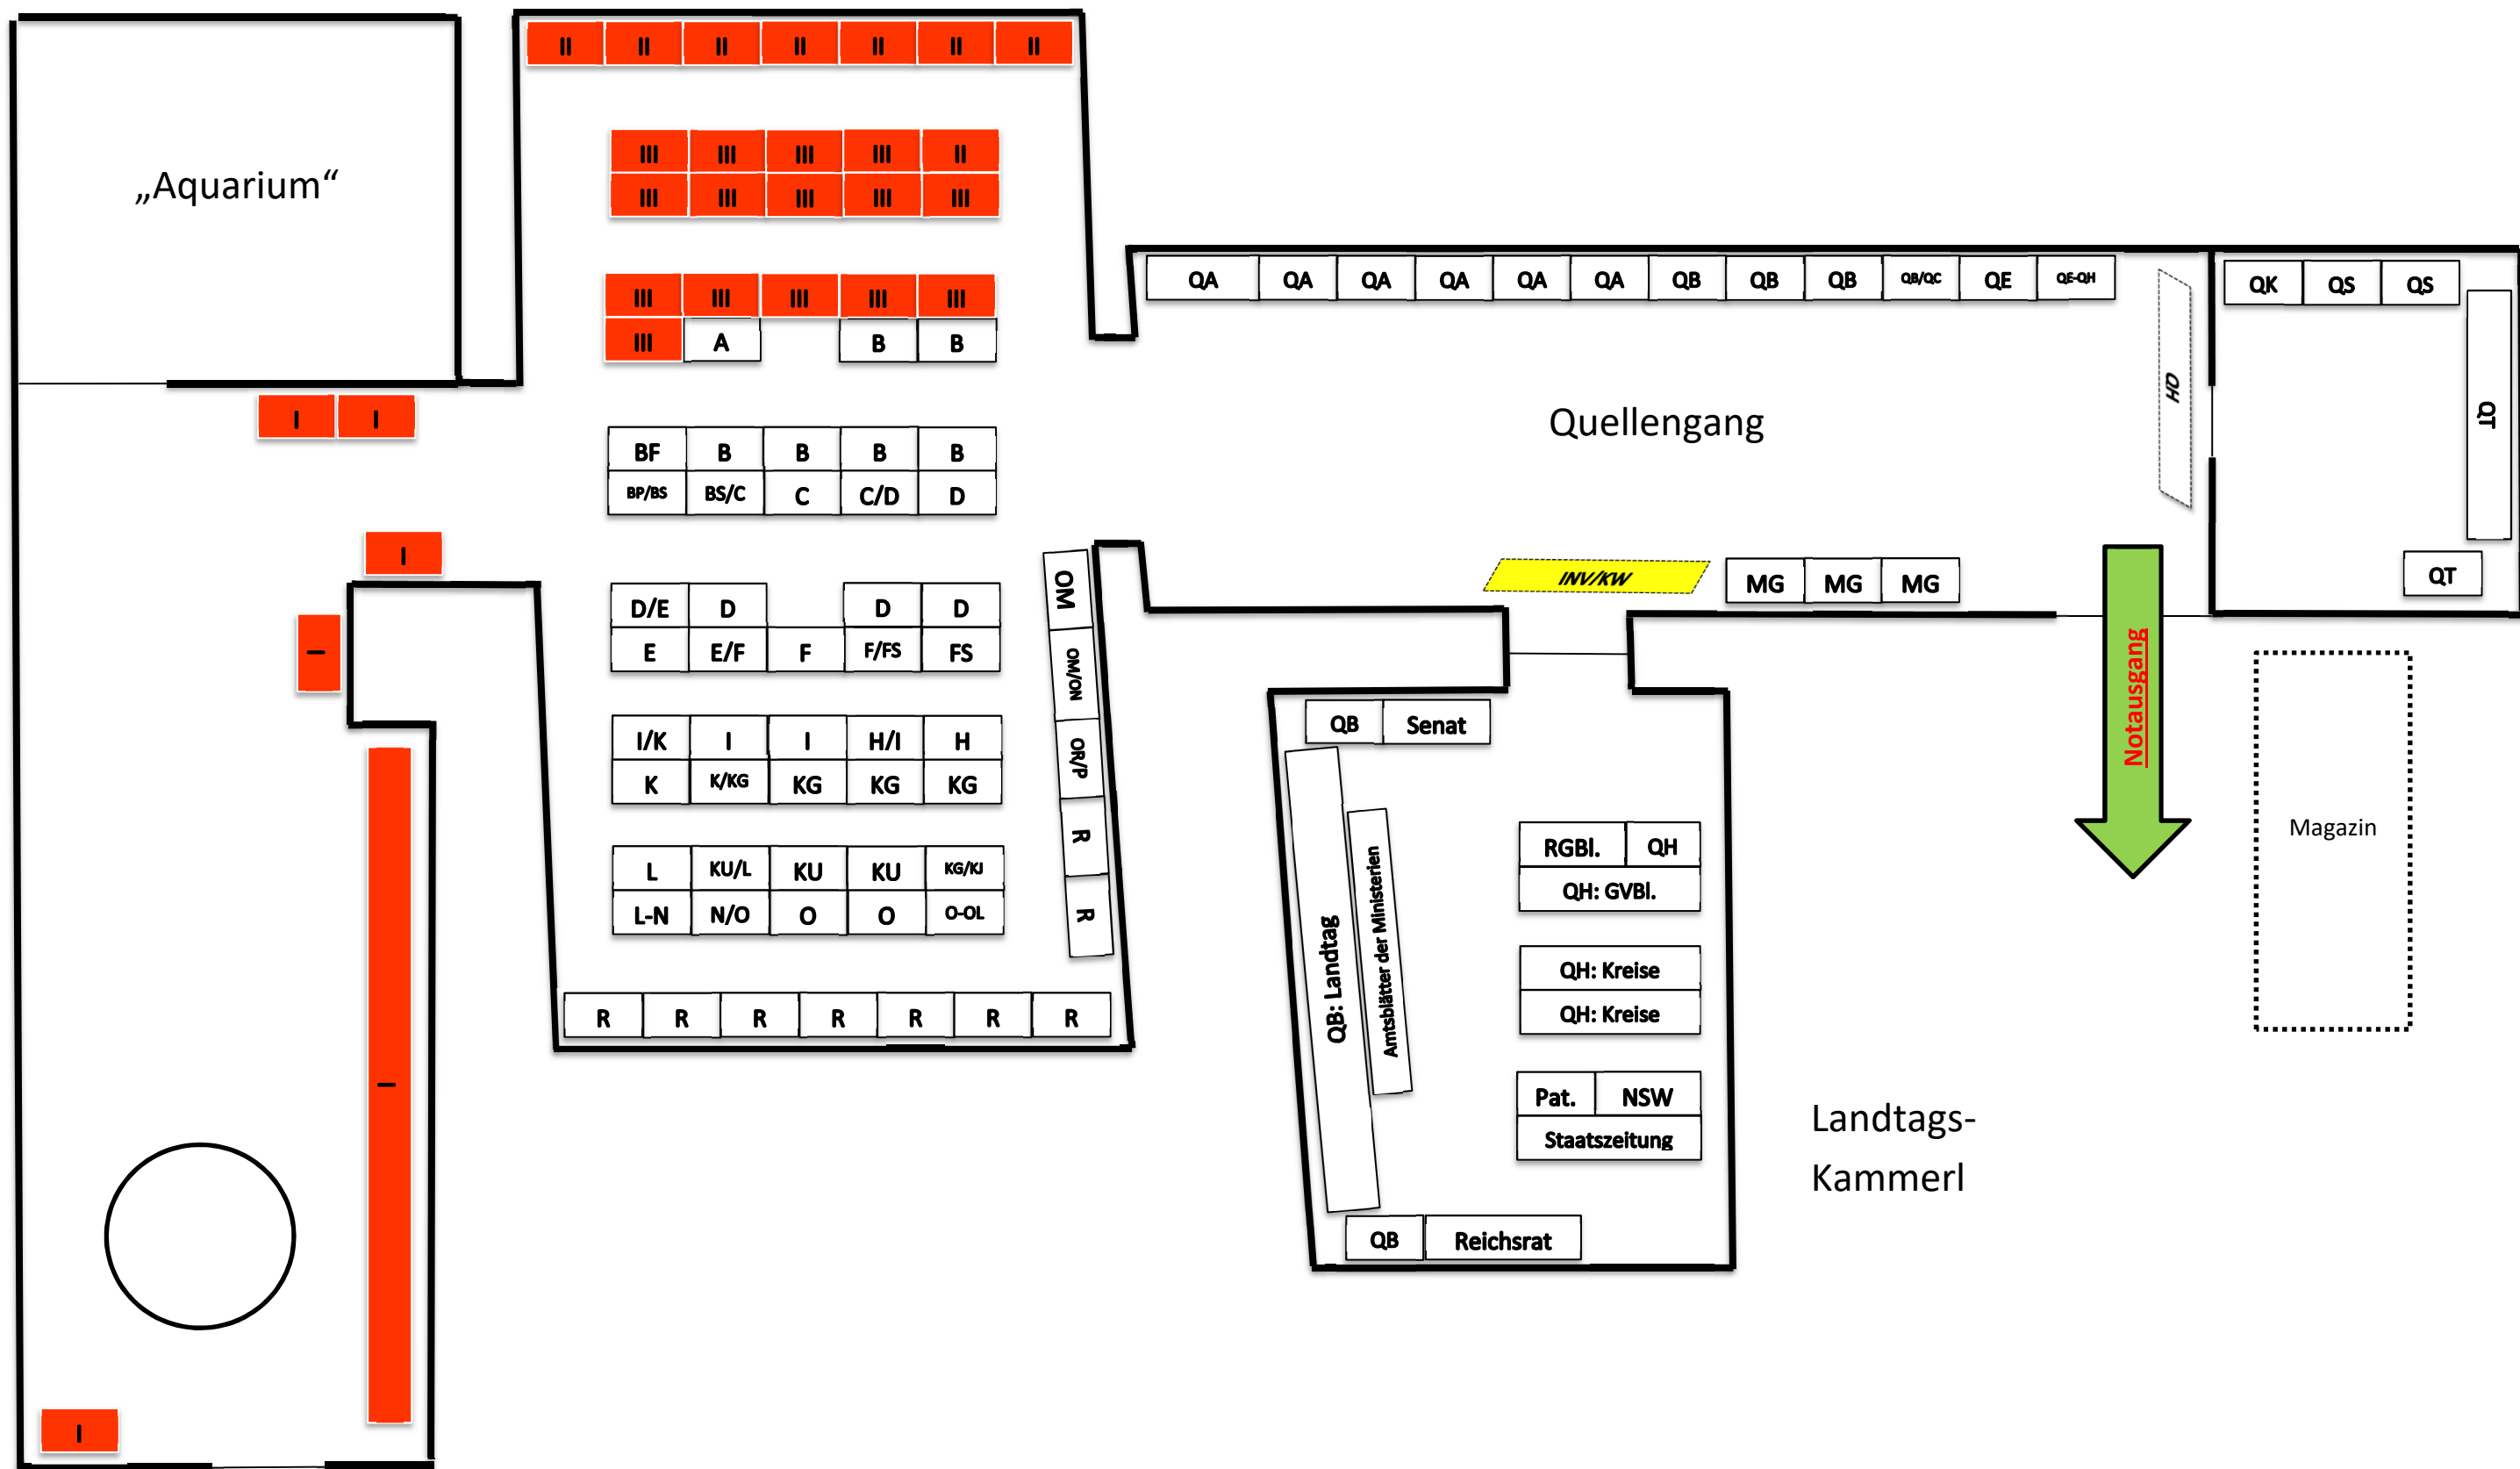 „Aquarium“
II II II II II II II
III III III III II
III III III III III
III III III III III
III A B B
I I
BF B B B B
BP/BS BS/C C C/D D
I
D/E D D D
E E/F F F/FS FS
I
I/K I I H/I H
K K/KG KG KG KG
L KU/L KU KU KG/KJ
L-N N/O O O O-OL
R R R R R R R
OM
OM/ON
OR/P
R
R
I
I
QA QA QA QA QA QA QB QB QB QB/QC QE QE-QH
QH
Quellengang
QK QS QS
QT
QT
INV/KW
MG MG MG
Notausgang
Magazin
QB Senat
QB: Landtag
Amtsblätter der Ministerien
RGBl. QH
QH: GVBl.
QH: Kreise
QH: Kreise
Pat. NSW
Staatszeitung
QB Reichsrat
Landtags-
Kammerl